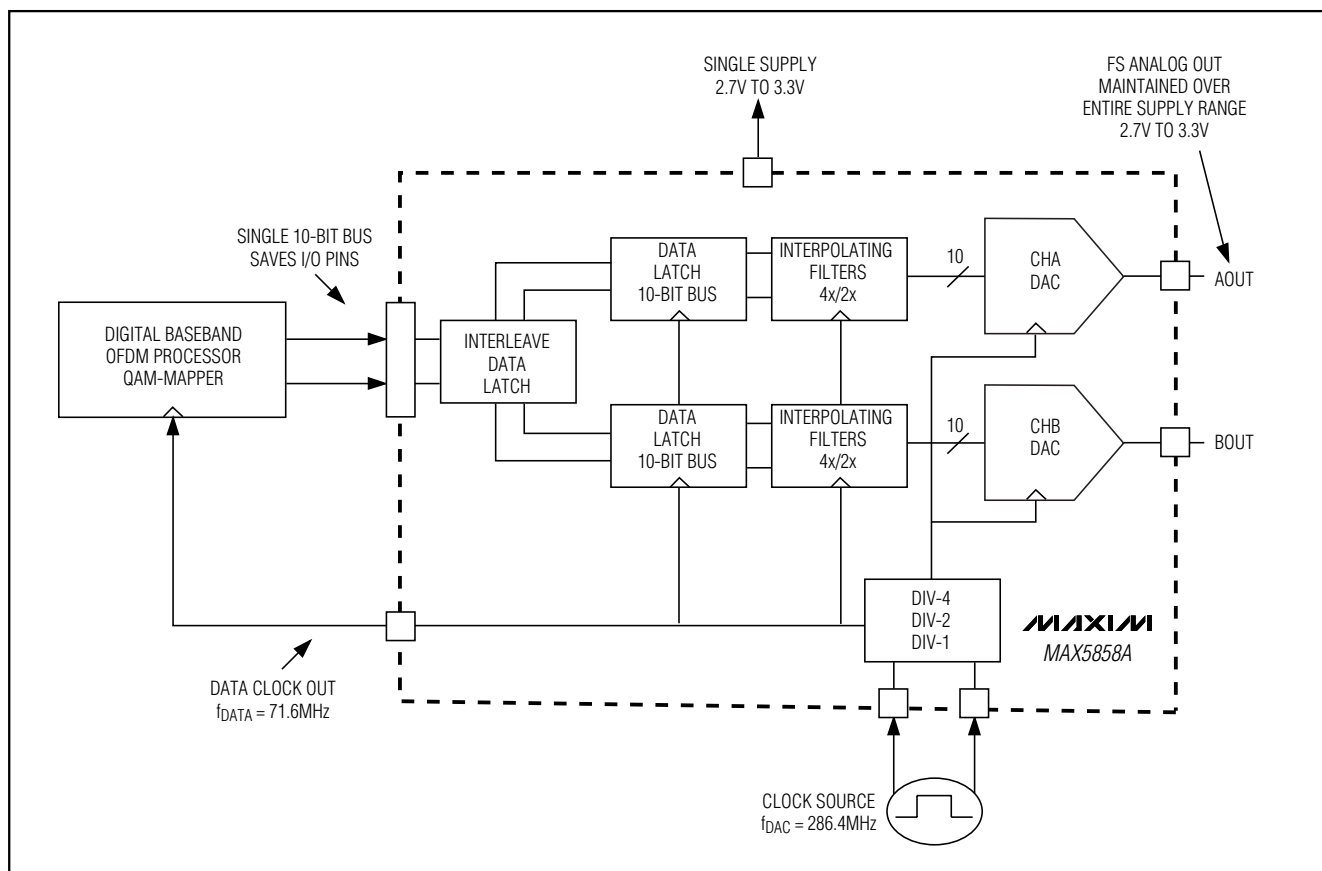 SINGLE SUPPLY
2.7V TO 3.3V
FS ANALOG OUT
MAINTAINED OVER
ENTIRE SUPPLY RANGE
2.7V TO 3.3V
SINGLE 10-BIT BUS
SAVES I/O PINS
DIGITAL BASEBAND
OFDM PROCESSOR
QAM-MAPPER
INTERLEAVE
DATA
LATCH
DATA
LATCH
10-BIT BUS
INTERPOLATING
FILTERS
4x/2x
10
CHA
DAC
AOUT
DATA
LATCH
10-BIT BUS
INTERPOLATING
FILTERS
4x/2x
10
CHB
DAC
BOUT
DIV-4
DIV-2
DIV-1
MAXIM
MAX5858A
DATA CLOCK OUT
fDATA = 71.6MHz
CLOCK SOURCE
fDAC = 286.4MHz